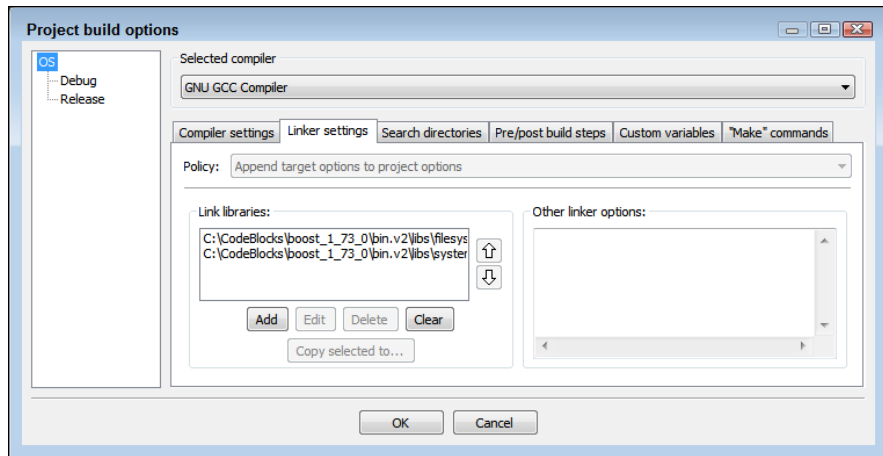 Project build options
OS
Debug
Release
Selected compiler
GNU GCC Compiler
Compiler settings
Linker settings
Search directories
Pre/post build steps
Custom variables
"Make" commands
Policy:
Append target options to project options
Link libraries:
C:\CodeBlocks\boost_1_73_0\bin.v2\libs\filesys
C:\CodeBlocks\boost_1_73_0\bin.v2\libs\system
Add
Edit
Delete
Clear
Copy selected to...
Other linker options:
OK
Cancel